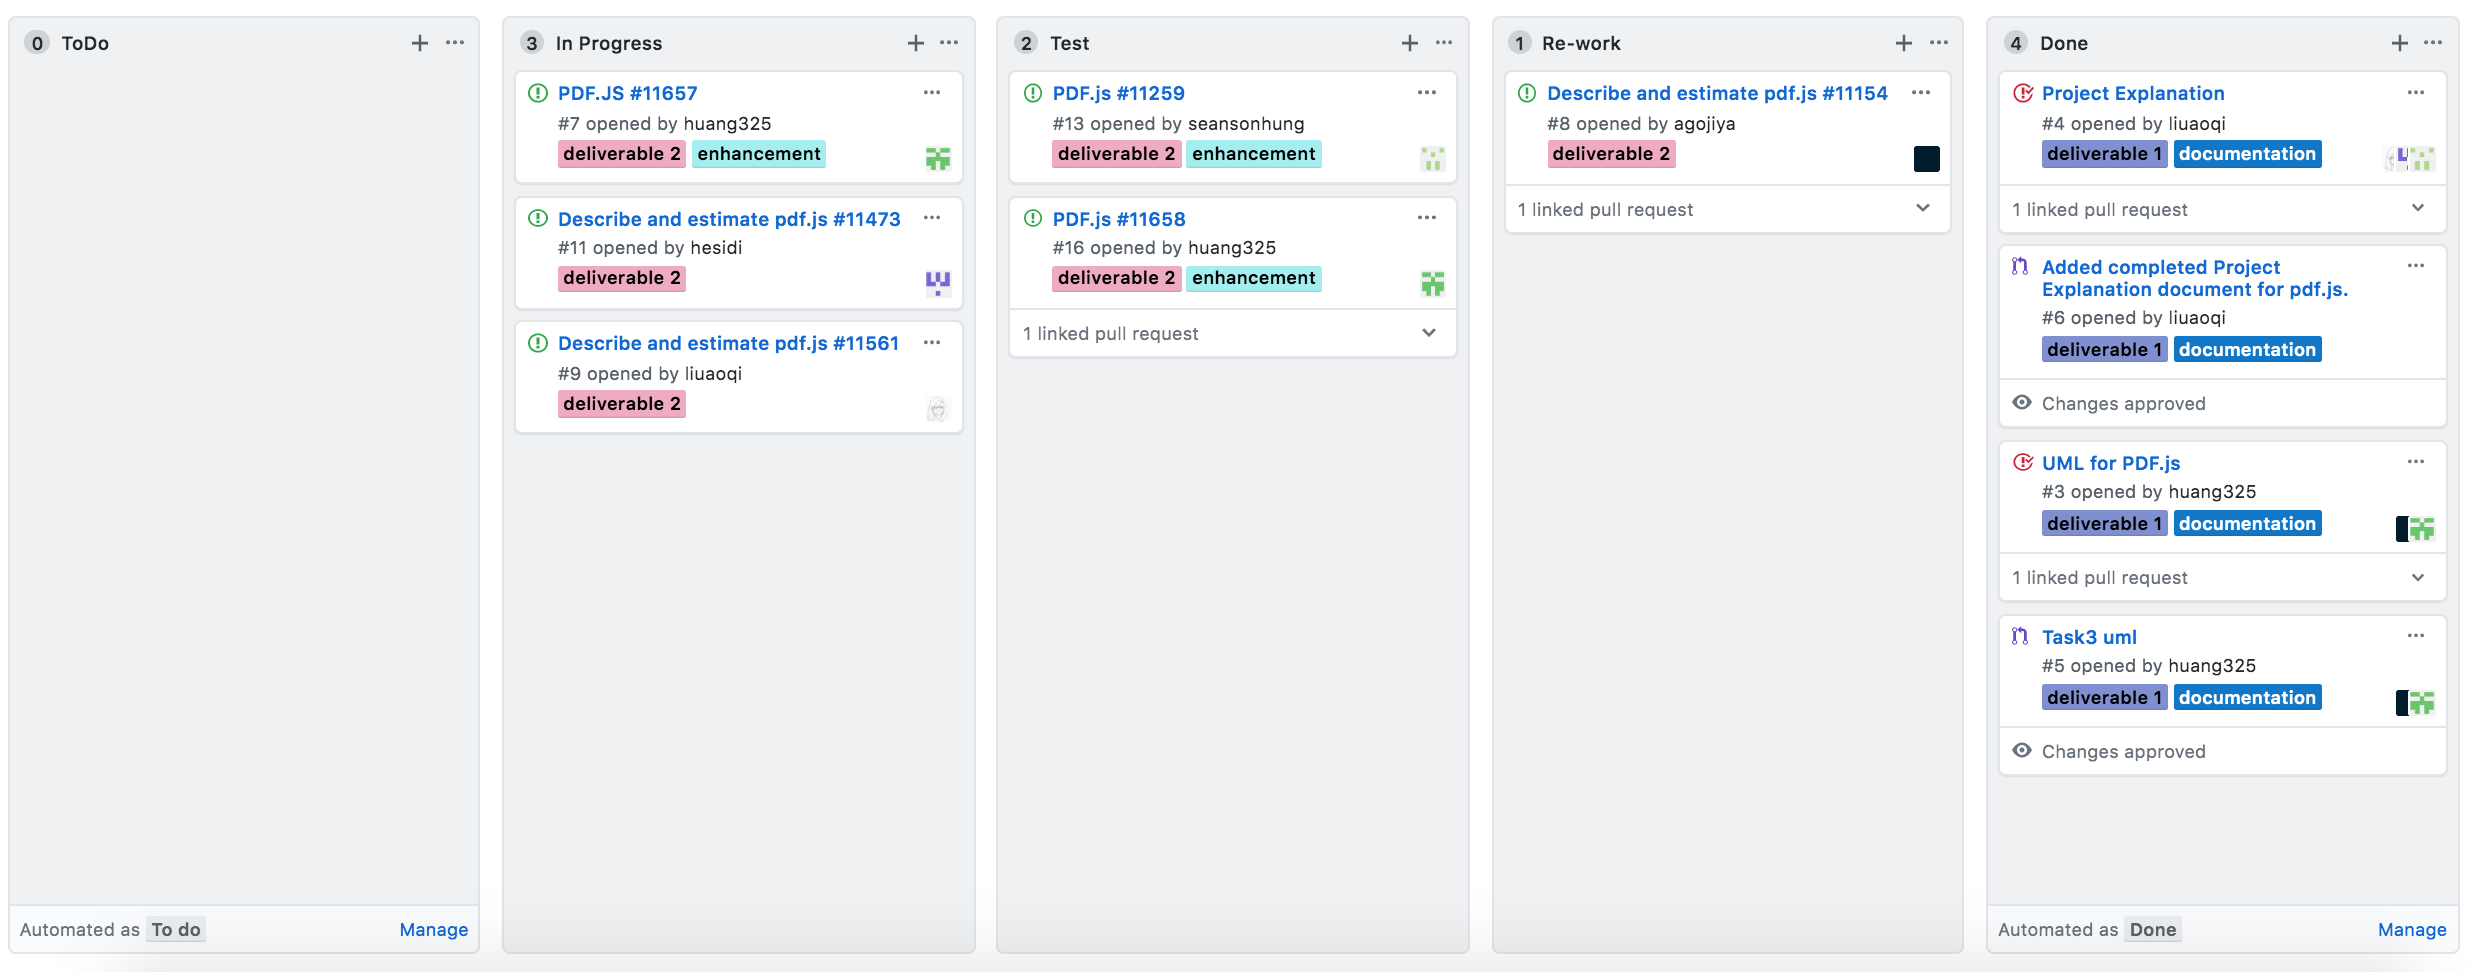 0 ToDo
3 In Progress
PDF.JS #11657
#7 opened by huang325
deliverable 2 enhancement
Describe and estimate pdf.js #11473
#11 opened by hesidi
deliverable 2
Describe and estimate pdf.js #11561
#9 opened by liuaoqi
deliverable 2
2 Test
PDF.js #11259
#13 opened by seansonhung
deliverable 2 enhancement
PDF.js #11658
#16 opened by huang325
deliverable 2 enhancement
1 linked pull request
1 Re-work
Describe and estimate pdf.js #11154
#8 opened by agojiya
deliverable 2
1 linked pull request
4 Done
Project Explanation
#4 opened by liuaoqi
deliverable 1 documentation
1 linked pull request
Added completed Project
Explanation document for pdf.js.
#6 opened by liuaoqi
deliverable 1 documentation
Changes approved
UML for PDF.js
#3 opened by huang325
deliverable 1 documentation
1 linked pull request
Task3 uml
#5 opened by huang325
deliverable 1 documentation
Changes approved
Automated as To do Manage
Automated as Done Manage